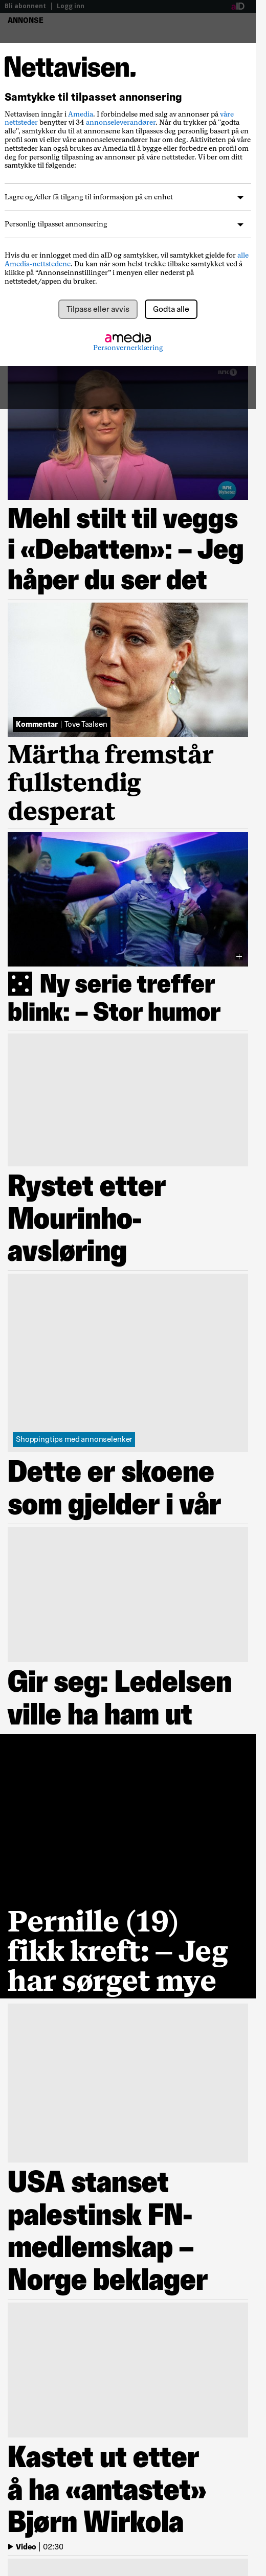 Bli abonnent | Logg inn
aID
ANNONSE
Nettavisen.
Samtykke til tilpasset annonsering
Nettavisen inngår i Amedia. I forbindelse med salg av annonser på våre
nettsteder benytter vi 34 annonseleverandører. Når du trykker på "godta
alle", samtykker du til at annonsene kan tilpasses deg personlig basert på en
profil som vi eller våre annonseleverandører har om deg. Aktiviteten på våre
nettsteder kan også brukes av Amedia til å bygge eller forbedre en profil om
deg for personlig tilpasning av annonser på våre nettsteder. Vi ber om ditt
samtykke til følgende:
Lagre og/eller få tilgang til informasjon på en enhet
Personlig tilpasset annonsering
Hvis du er innlogget med din aID og samtykker, vil samtykket gjelde for alle
Amedia-nettstedene. Du kan når som helst trekke tilbake samtykket ved å
klikke på “Annonseinnstillinger” i menyen eller nederst på
nettstedet/appen du bruker.
Tilpass eller avvis
Godta alle
amedia
Personvernerklæring
Mehl stilt til veggs
i «Debatten»: – Jeg
håper du ser det
Kommentar | Tove Taalsen
Märtha fremstår
fullstendig
desperat
Ny serie treffer
blink: – Stor humor
Rystet etter
Mourinho-
avsløring
Shoppingtips med annonselenker
Dette er skoene
som gjelder i vår
Gir seg: Ledelsen
ville ha ham ut
Pernille (19)
fikk kreft: – Jeg
har sørget mye
USA stanset
palestinsk FN-
medlemskap –
Norge beklager
Kastet ut etter
å ha «antastet»
Bjørn Wirkola
Video | 02:30